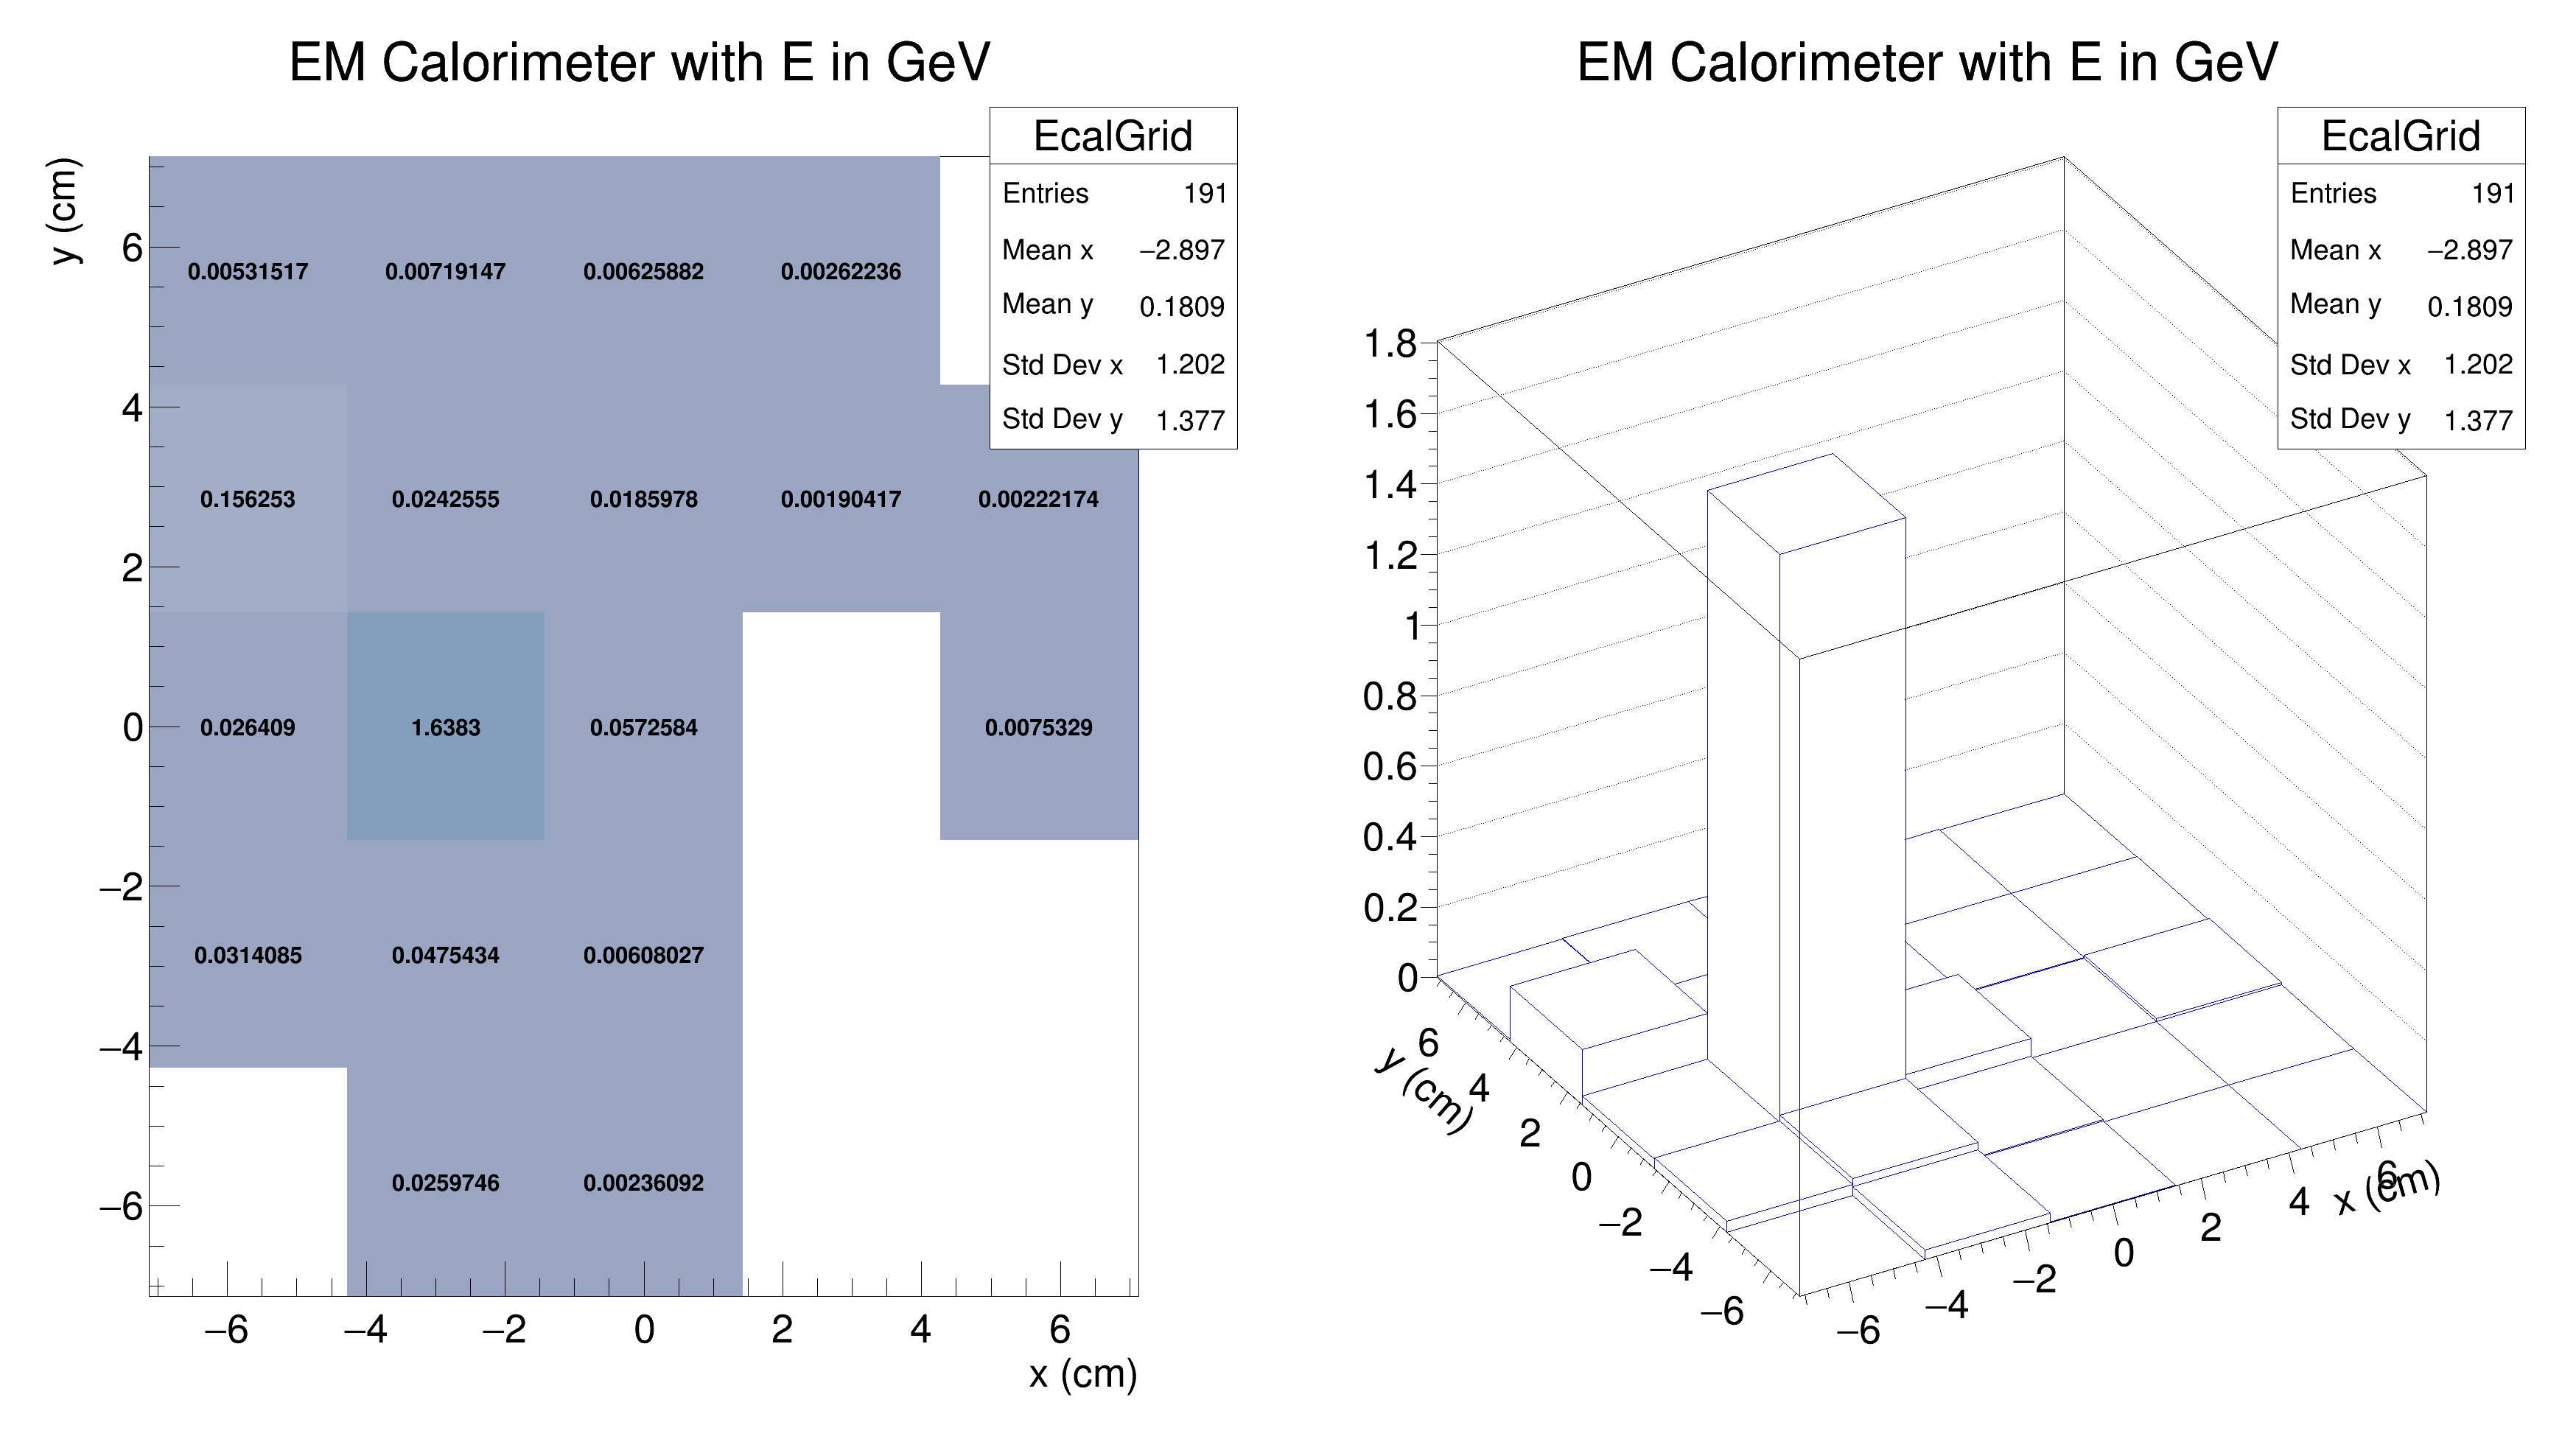 EM Calorimeter with E in GeV
EcalGrid
Entries 191
Mean x −2.897
Mean y 0.1809
Std Dev x 1.202
Std Dev y 1.377
y (cm)
6
4
2
0
−2
−4
−6
0.00531517 0.00719147 0.00625882 0.00262236
0.156253 0.0242555 0.0185978 0.00190417 0.00222174
0.026409 1.6383 0.0572584 0.0075329
0.0314085 0.0475434 0.00608027
0.0259746 0.00236092
−6 −4 −2 0 2 4 6
x (cm)
EM Calorimeter with E in GeV
EcalGrid
Entries 191
Mean x −2.897
Mean y 0.1809
Std Dev x 1.202
Std Dev y 1.377
1.8
1.6
1.4
1.2
1
0.8
0.6
0.4
0.2
0
6
4
2
0
−2
−4
−6
y (cm)
−6 −4 −2 0 2 4 6
x (cm)